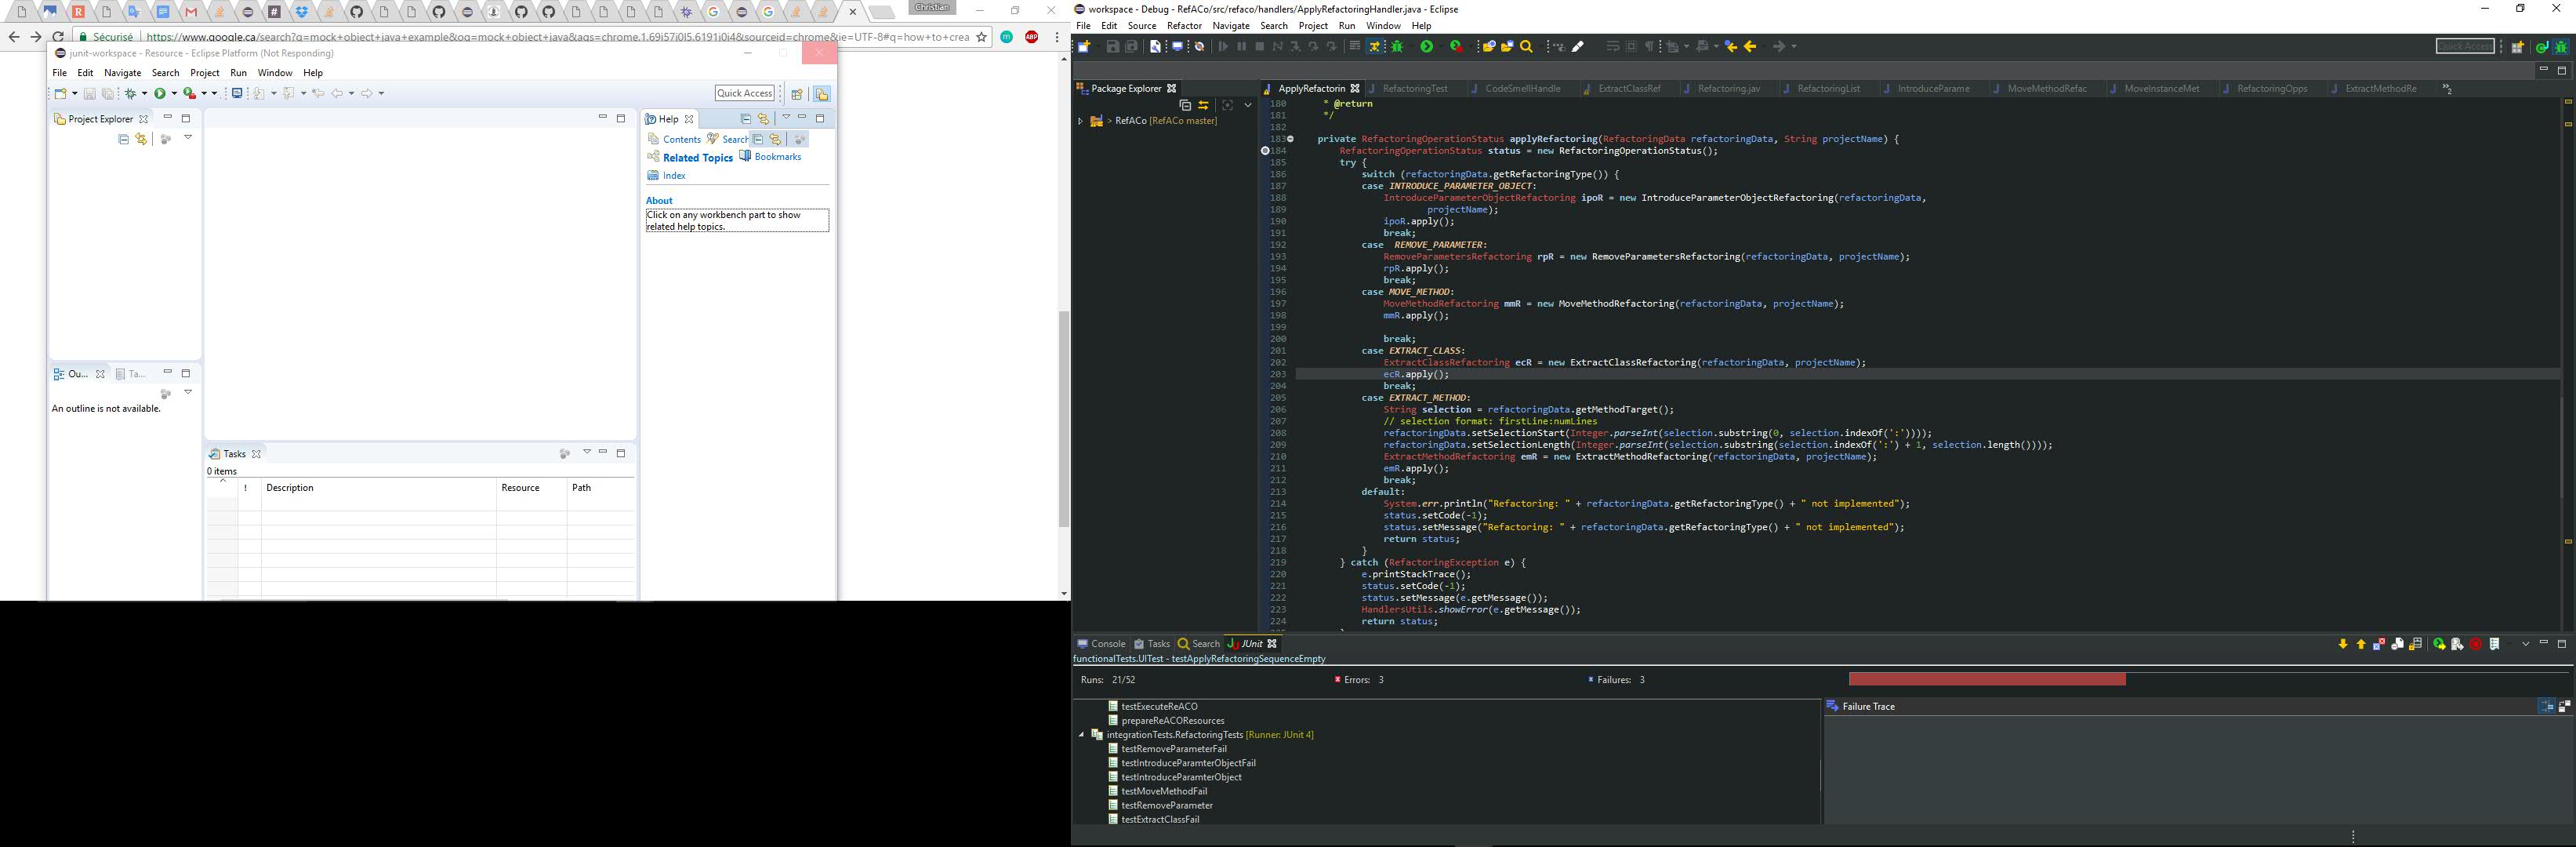 Christian
Sécurisé https://www.google.ca/search?q=mock+object+java+example&oq=mock+object+java&aqs=chrome.1.69i57j0l5.6191j0j4&sourceid=chrome&ie=UTF-8#q=how+to+crea
junit-workspace - Resource - Eclipse Platform (Not Responding)
File Edit Navigate Search Project Run Window Help
Quick Access
Project Explorer
Ou... Ta...
An outline is not available.
Tasks
0 items
! Description Resource Path
Help
Contents Search
Related Topics Bookmarks
Index
About
Click on any workbench part to show
related help topics.
workspace - Debug - RefACo/src/refaco/handlers/ApplyRefactoringHandler.java - Eclipse
File Edit Source Refactor Navigate Search Project Run Window Help
Quick Access
Package Explorer
> RefACo [RefACo master]
ApplyRefactorin RefactoringTest CodeSmellHandle ExtractClassRef Refactoring.jav RefactoringList IntroduceParame MoveMethodRefac MoveInstanceMet RefactoringOpps ExtractMethodRe »2
180 * @return
181 */
182
183 private RefactoringOperationStatus applyRefactoring(RefactoringData refactoringData, String projectName) {
184 RefactoringOperationStatus status = new RefactoringOperationStatus();
185 try {
186 switch (refactoringData.getRefactoringType()) {
187 case INTRODUCE_PARAMETER_OBJECT:
188 IntroduceParameterObjectRefactoring ipoR = new IntroduceParameterObjectRefactoring(refactoringData,
189 projectName);
190 ipoR.apply();
191 break;
192 case REMOVE_PARAMETER:
193 RemoveParametersRefactoring rpR = new RemoveParametersRefactoring(refactoringData, projectName);
194 rpR.apply();
195 break;
196 case MOVE_METHOD:
197 MoveMethodRefactoring mmR = new MoveMethodRefactoring(refactoringData, projectName);
198 mmR.apply();
199
200 break;
201 case EXTRACT_CLASS:
202 ExtractClassRefactoring ecR = new ExtractClassRefactoring(refactoringData, projectName);
203 ecR.apply();
204 break;
205 case EXTRACT_METHOD:
206 String selection = refactoringData.getMethodTarget();
207 // selection format: firstLine:numLines
208 refactoringData.setSelectionStart(Integer.parseInt(selection.substring(0, selection.indexOf(':'))));
209 refactoringData.setSelectionLength(Integer.parseInt(selection.substring(selection.indexOf(':') + 1, selection.length())));
210 ExtractMethodRefactoring emR = new ExtractMethodRefactoring(refactoringData, projectName);
211 emR.apply();
212 break;
213 default:
214 System.err.println("Refactoring: " + refactoringData.getRefactoringType() + " not implemented");
215 status.setCode(-1);
216 status.setMessage("Refactoring: " + refactoringData.getRefactoringType() + " not implemented");
217 return status;
218 }
219 } catch (RefactoringException e) {
220 e.printStackTrace();
221 status.setCode(-1);
222 status.setMessage(e.getMessage());
223 HandlersUtils.showError(e.getMessage());
224 return status;
Console Tasks Search JUnit
functionalTests.UITest - testApplyRefactoringSequenceEmpty
Runs: 21/52 Errors: 3 Failures: 3
testExecuteReACO
prepareReACOResources
integrationTests.RefactoringTests [Runner: JUnit 4]
testRemoveParameterFail
testIntroduceParamterObjectFail
testIntroduceParamterObject
testMoveMethodFail
testRemoveParameter
testExtractClassFail
Failure Trace